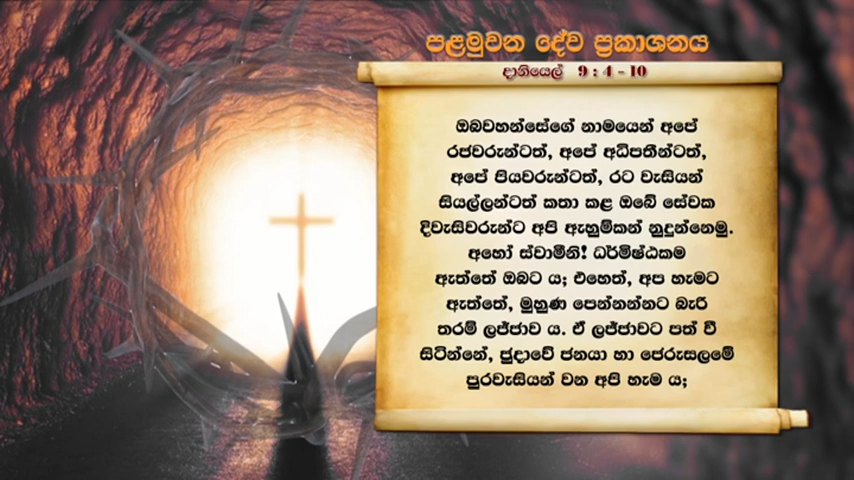 පළමුවන දේව ප්‍රකාශනය
දානියෙල් 9 : 4 - 10
ඔබවහන්සේගේ නාමයෙන් අපේ
රජවරුන්ටත්, අපේ අධිපතීන්ටත්,
අපේ පියවරුන්ටත්, රට වැසියන්
සියල්ලන්ටත් කතා කළ ඔබේ සේවක
දිවැසිවරුන්ට අපි ඇහුම්කන් නුදුන්නෙමු.
අහෝ ස්වාමීනි! ධර්මිෂ්ඨකම
ඇත්තේ ඔබට ය; එහෙත්, අප හැමට
ඇත්තේ, මුහුණ පෙන්නන්නට බැරි
තරම් ලජ්ජාව ය. ඒ ලජ්ජාවට පත් වී
සිටින්නේ, ජුදාවේ ජනයා හා ජෙරුසලමේ
පුරවැසියන් වන අපි හැම ය;